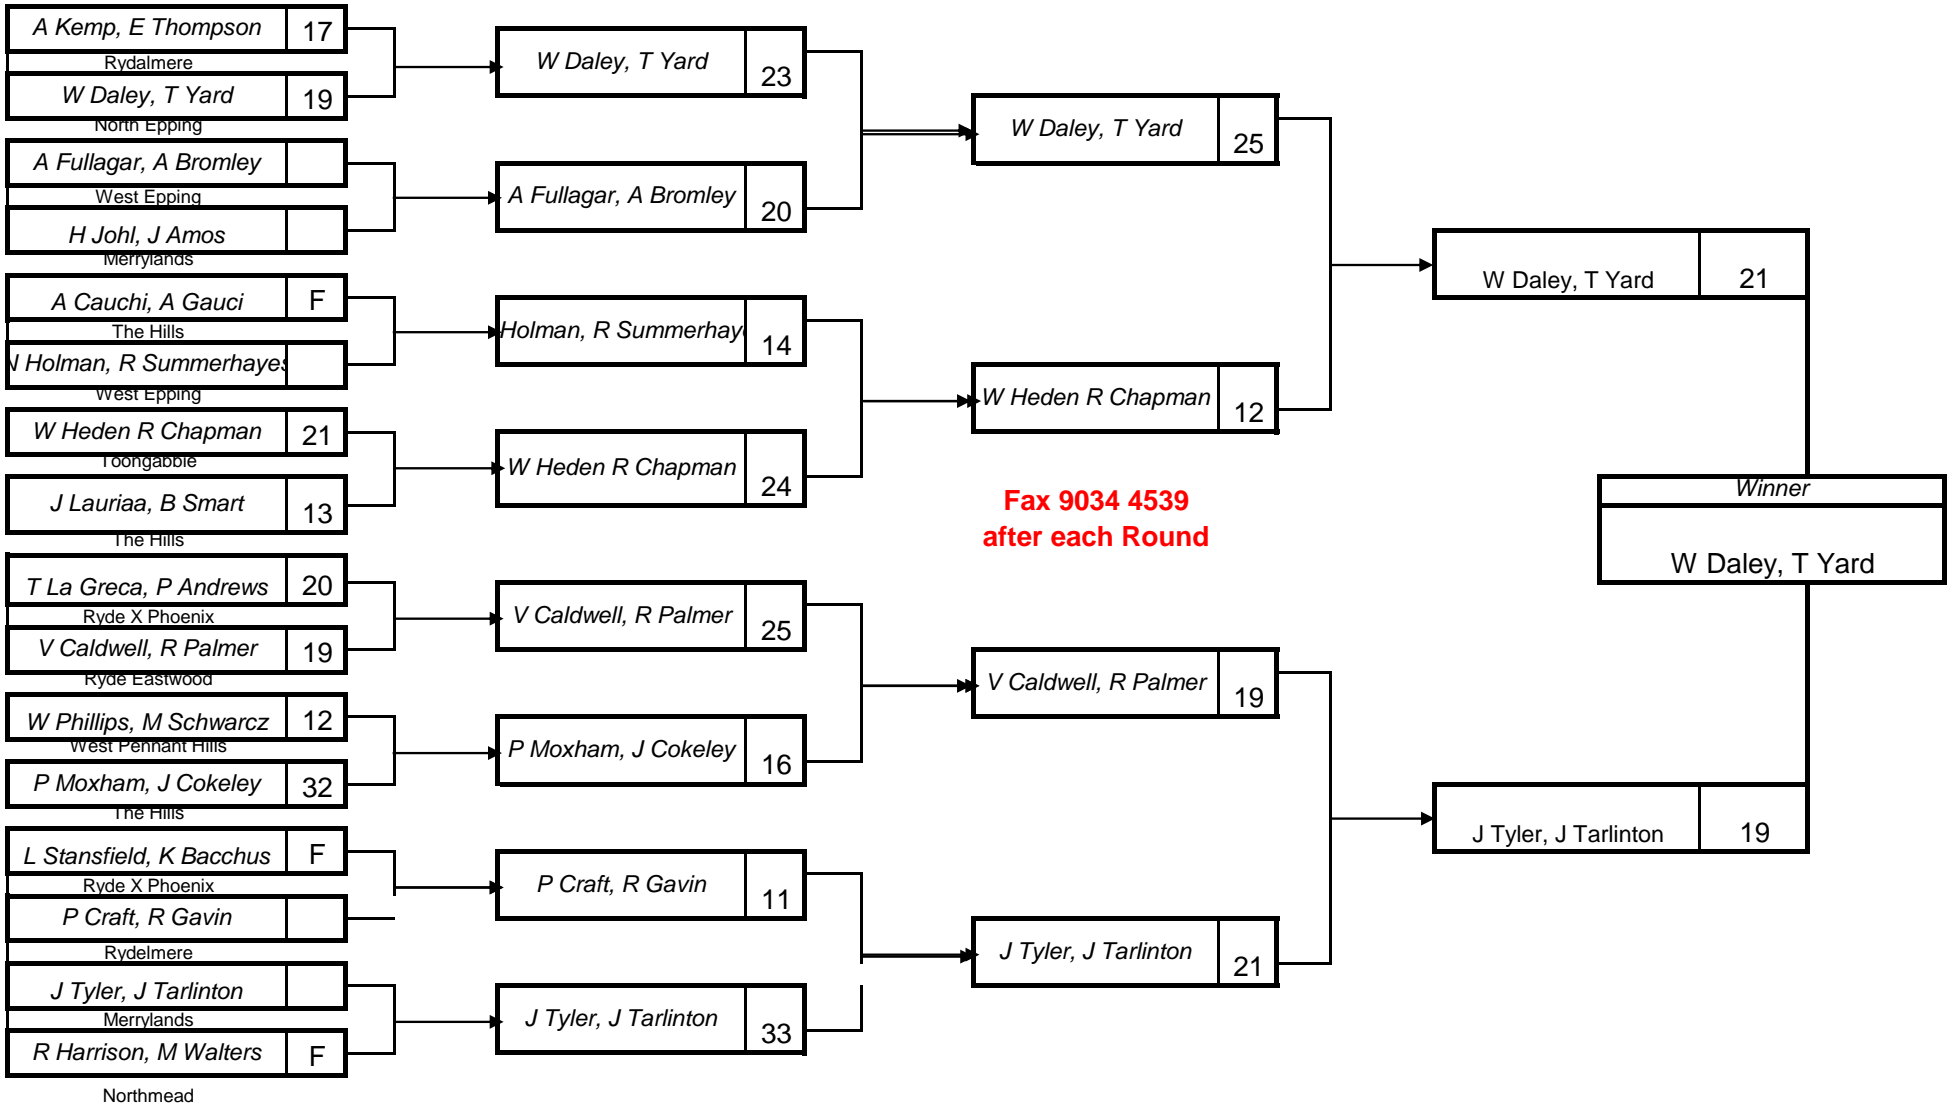 A Kemp, E Thompson 17
Rydalmere
W Daley, T Yard 19
North Epping
A Fullagar, A Bromley
West Epping
H Johl, J Amos
Merrylands
A Cauchi, A Gauci F
The Hills
N Holman, R Summerhayes
West Epping
W Heden R Chapman 21
Toongabbie
J Lauriaa, B Smart 13
The Hills
T La Greca, P Andrews 20
Ryde X Phoenix
V Caldwell, R Palmer 19
Ryde Eastwood
W Phillips, M Schwarcz 12
West Pennant Hills
P Moxham, J Cokeley 32
The Hills
L Stansfield, K Bacchus F
Ryde X Phoenix
P Craft, R Gavin
Rydelmere
J Tyler, J Tarlinton
Merrylands
R Harrison, M Walters F
Northmead
W Daley, T Yard 23
A Fullagar, A Bromley 20
Holman, R Summerhay 14
W Heden R Chapman 24
V Caldwell, R Palmer 25
P Moxham, J Cokeley 16
P Craft, R Gavin 11
J Tyler, J Tarlinton 33
W Daley, T Yard 25
W Heden R Chapman 12
Fax 9034 4539
after each Round
V Caldwell, R Palmer 19
J Tyler, J Tarlinton 21
W Daley, T Yard 21
J Tyler, J Tarlinton 19
Winner
W Daley, T Yard